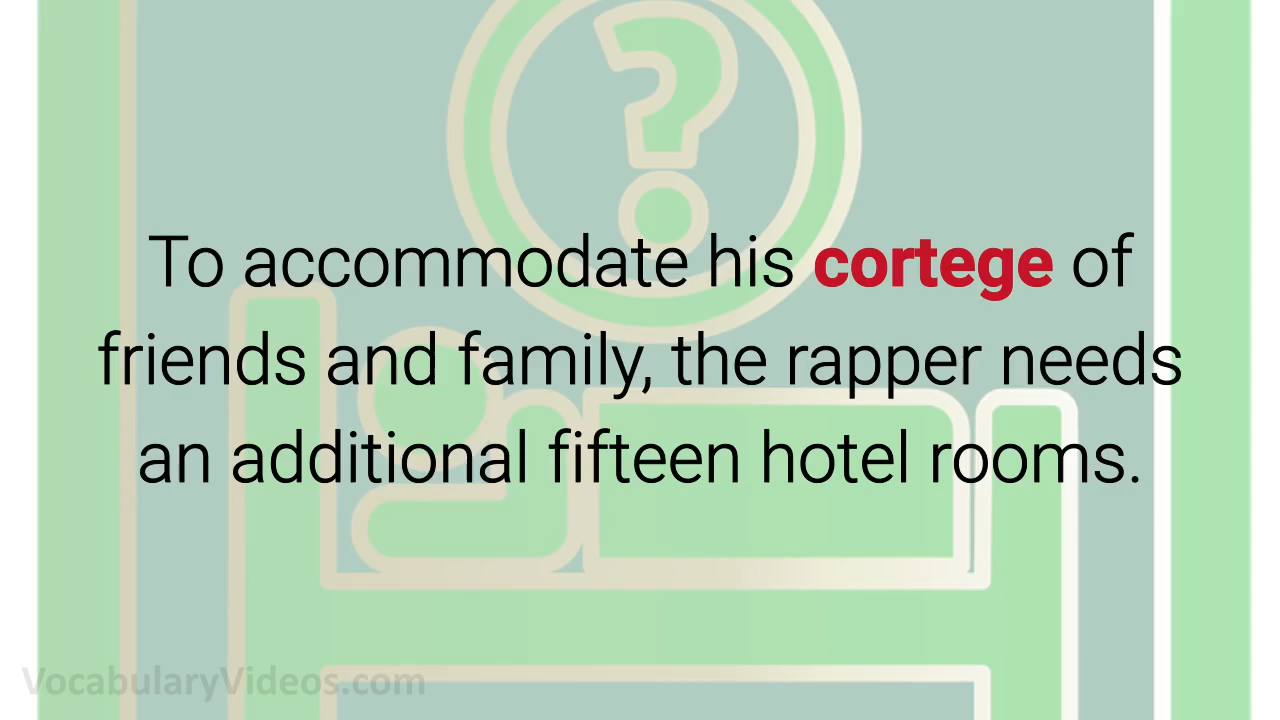 To accommodate his cortege of
friends and family, the rapper needs
an additional fifteen hotel rooms.
VocabularyVideos.com